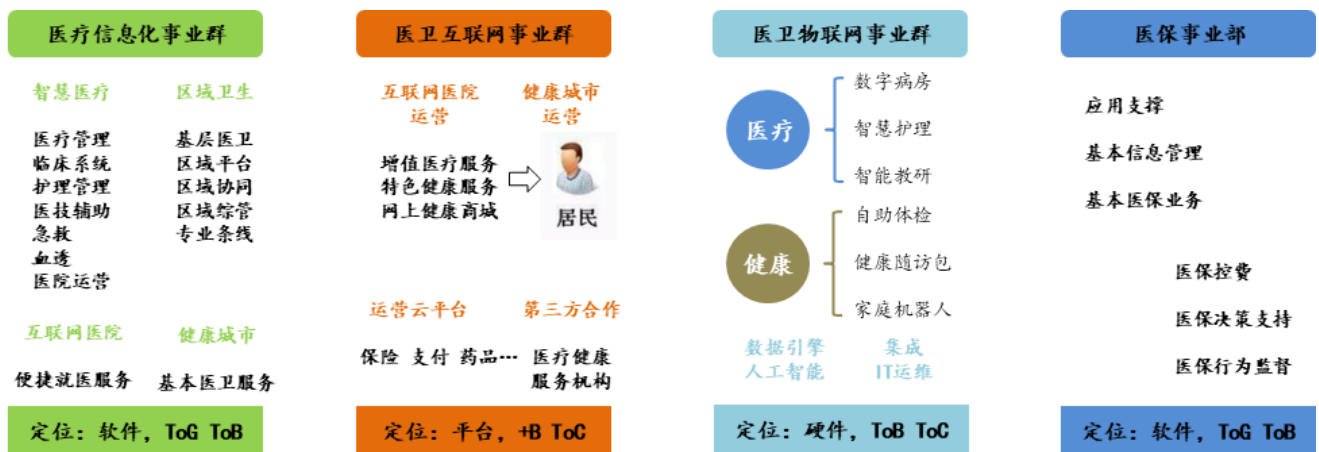 医疗信息化事业群
智慧医疗
医疗管理
临床系统
护理管理
医技辅助
急救
血透
医院运营
区域卫生
基层医卫
区域平台
区域协同
区域综管
专业条线
互联网医院
便捷就医服务
健康城市
基本医卫服务
定位：软件，ToG ToB
医卫互联网事业群
互联网医院
运营
健康城市
运营
增值医疗服务
特色健康服务
网上健康商城
居民
运营云平台
保险 支付 药品…
第三方合作
医疗健康
服务机构
定位：平台，+B ToC
医卫物联网事业群
医疗
数字病房
智慧护理
智能教研
健康
自助体检
健康随访包
家庭机器人
数据引擎
人工智能
集成
IT运维
定位：硬件，ToB ToC
医保事业部
应用支撑
基本信息管理
基本医保业务
医保控费
医保决策支持
医保行为监督
定位：软件，ToG ToB